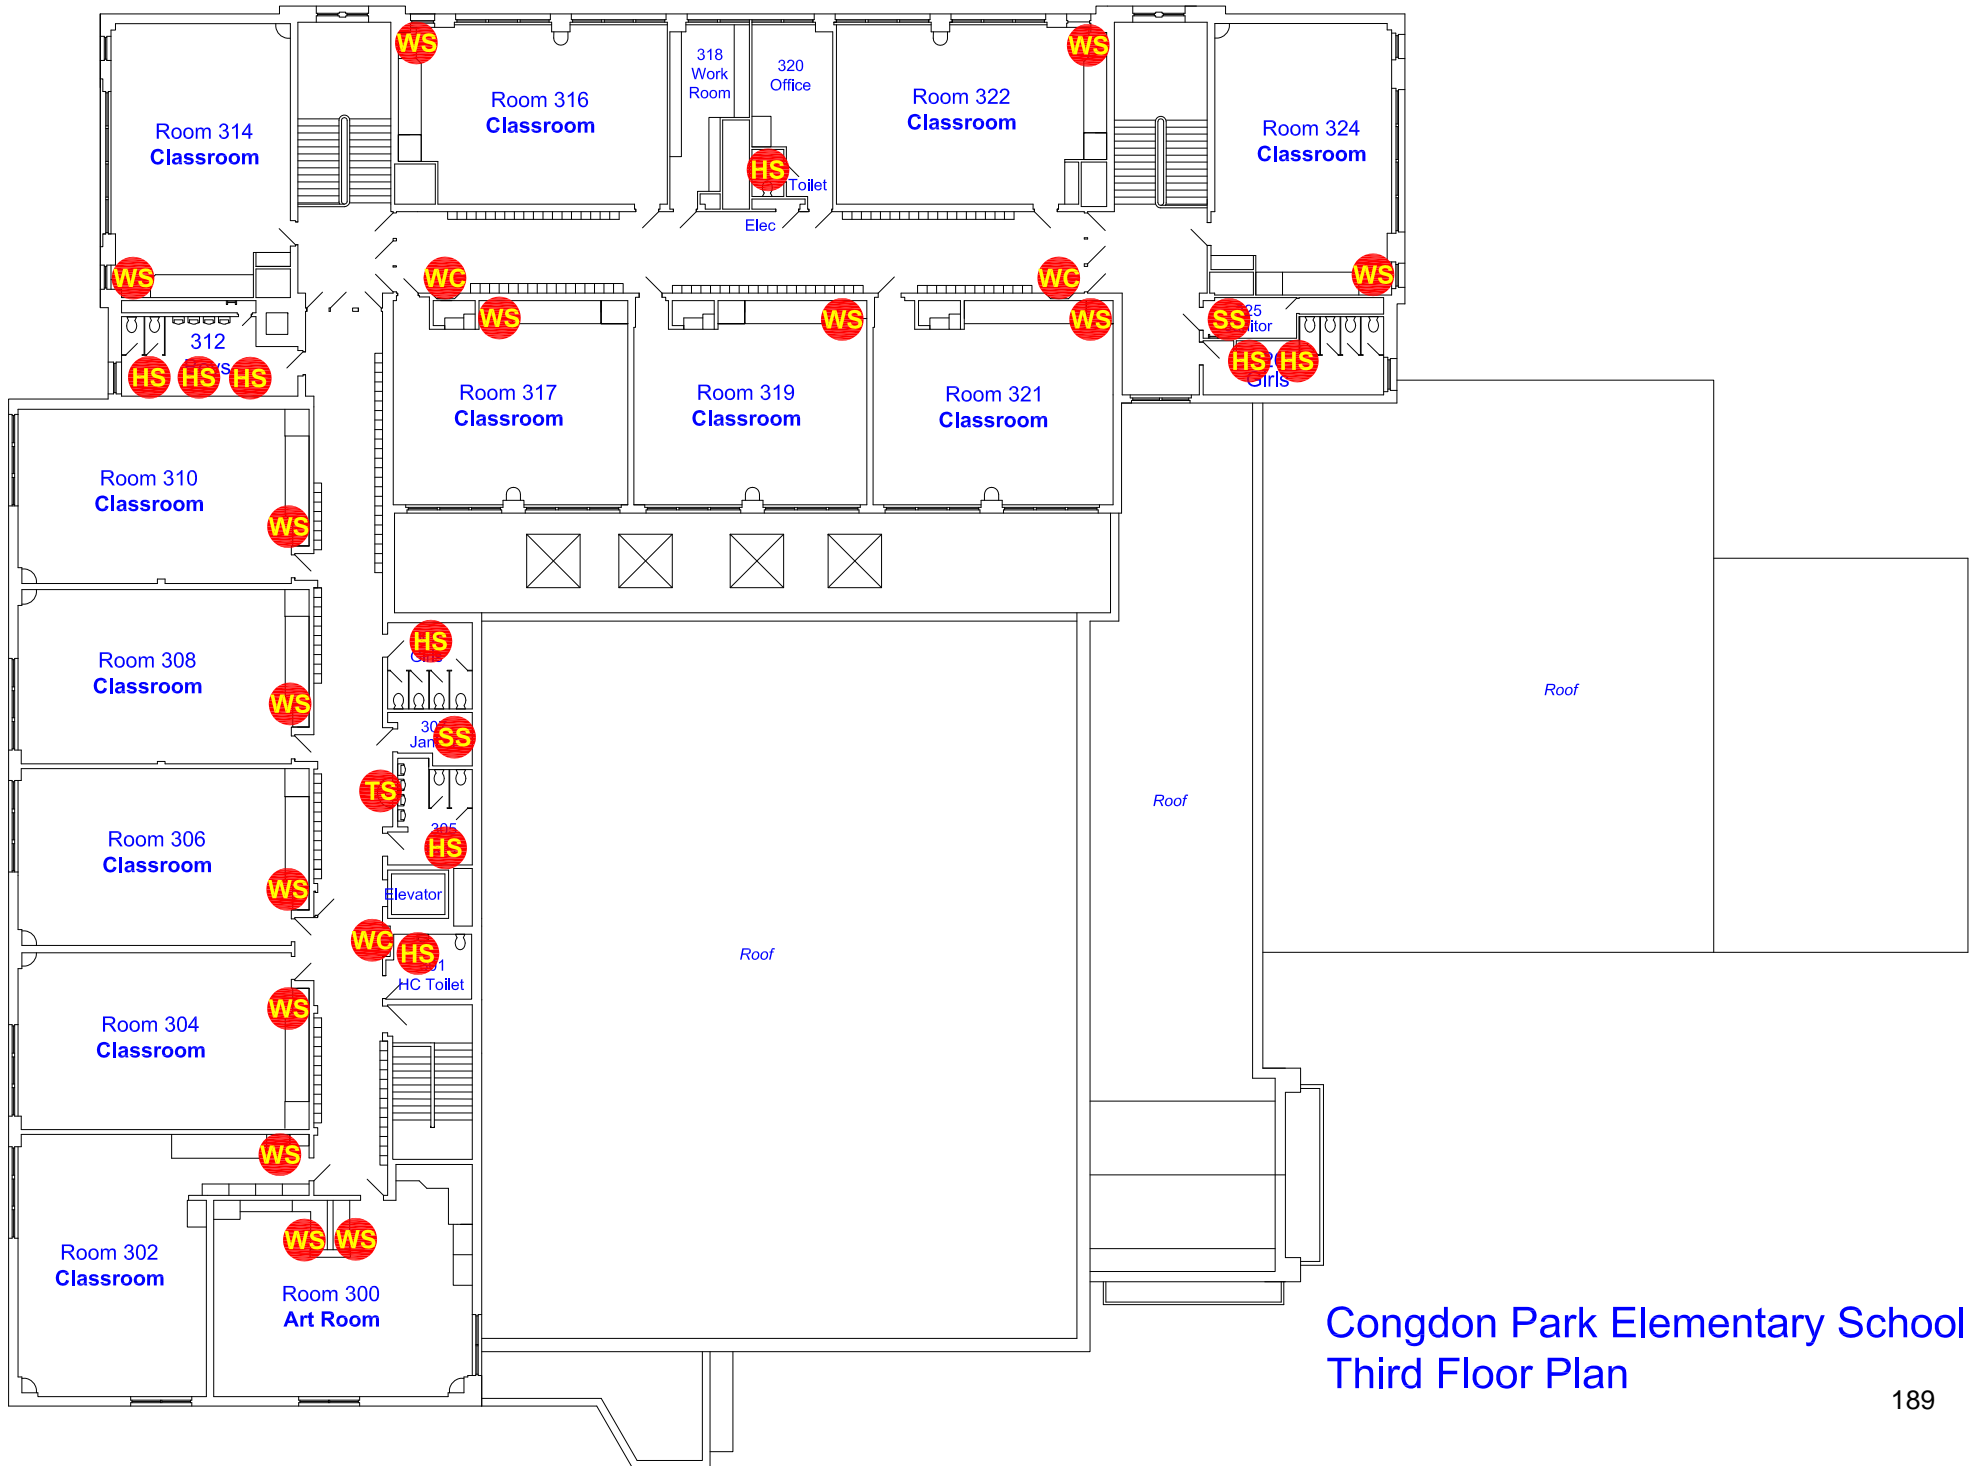 WS
WS
Room 316
Classroom
318
Work
Room
320
Office
Room 322
Classroom
Room 314
Classroom
Room 324
Classroom
HS
Toilet
Elec
WS
WC
WC
WS
WS
WS
WS
SS
312
HS
HS
HS
HS
HS
Girls
Room 317
Classroom
Room 319
Classroom
Room 321
Classroom
Room 310
Classroom
WS
HS
Room 308
Classroom
WS
SS
TS
Room 306
Classroom
HS
WS
Elevator
WC
HS
HC Toilet
WS
Room 304
Classroom
WS
WS
WS
Room 302
Classroom
Room 300
Art Room
Roof
Roof
Roof
Congdon Park Elementary School
Third Floor Plan
189